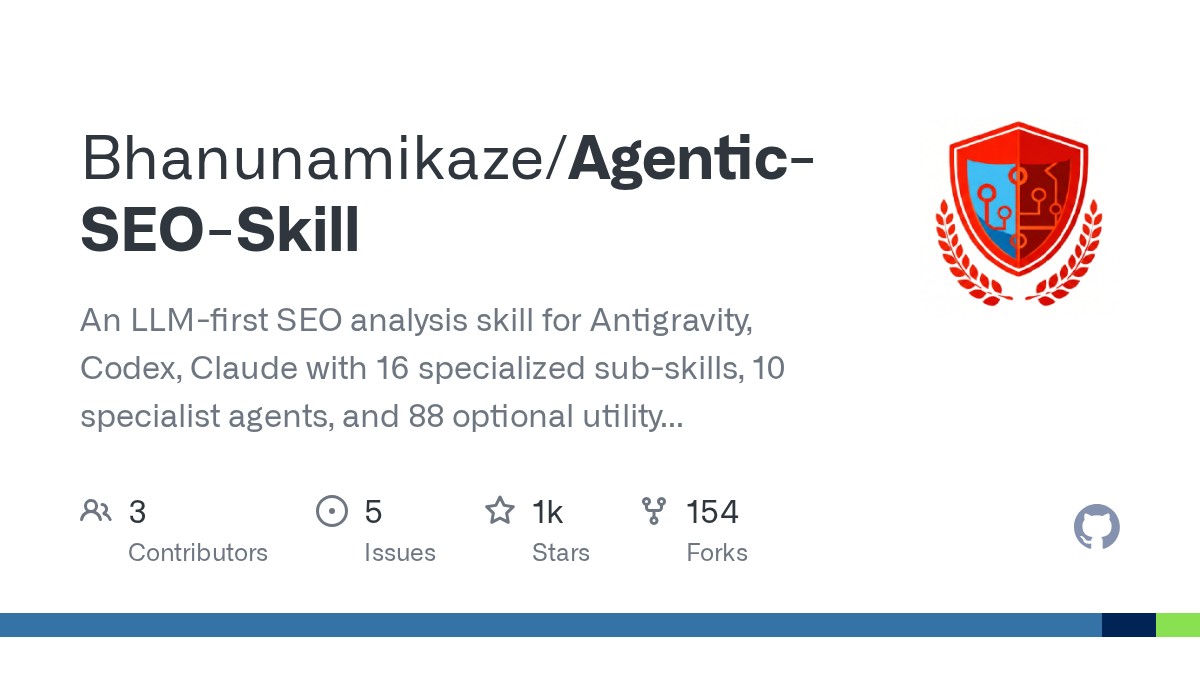 Bhanunamikaze/Agentic-
SEO-Skill
An LLM-first SEO analysis skill for Antigravity,
Codex, Claude with 16 specialized sub-skills, 10
specialist agents, and 88 optional utility...
3 5 1k 154
Contributors Issues Stars Forks